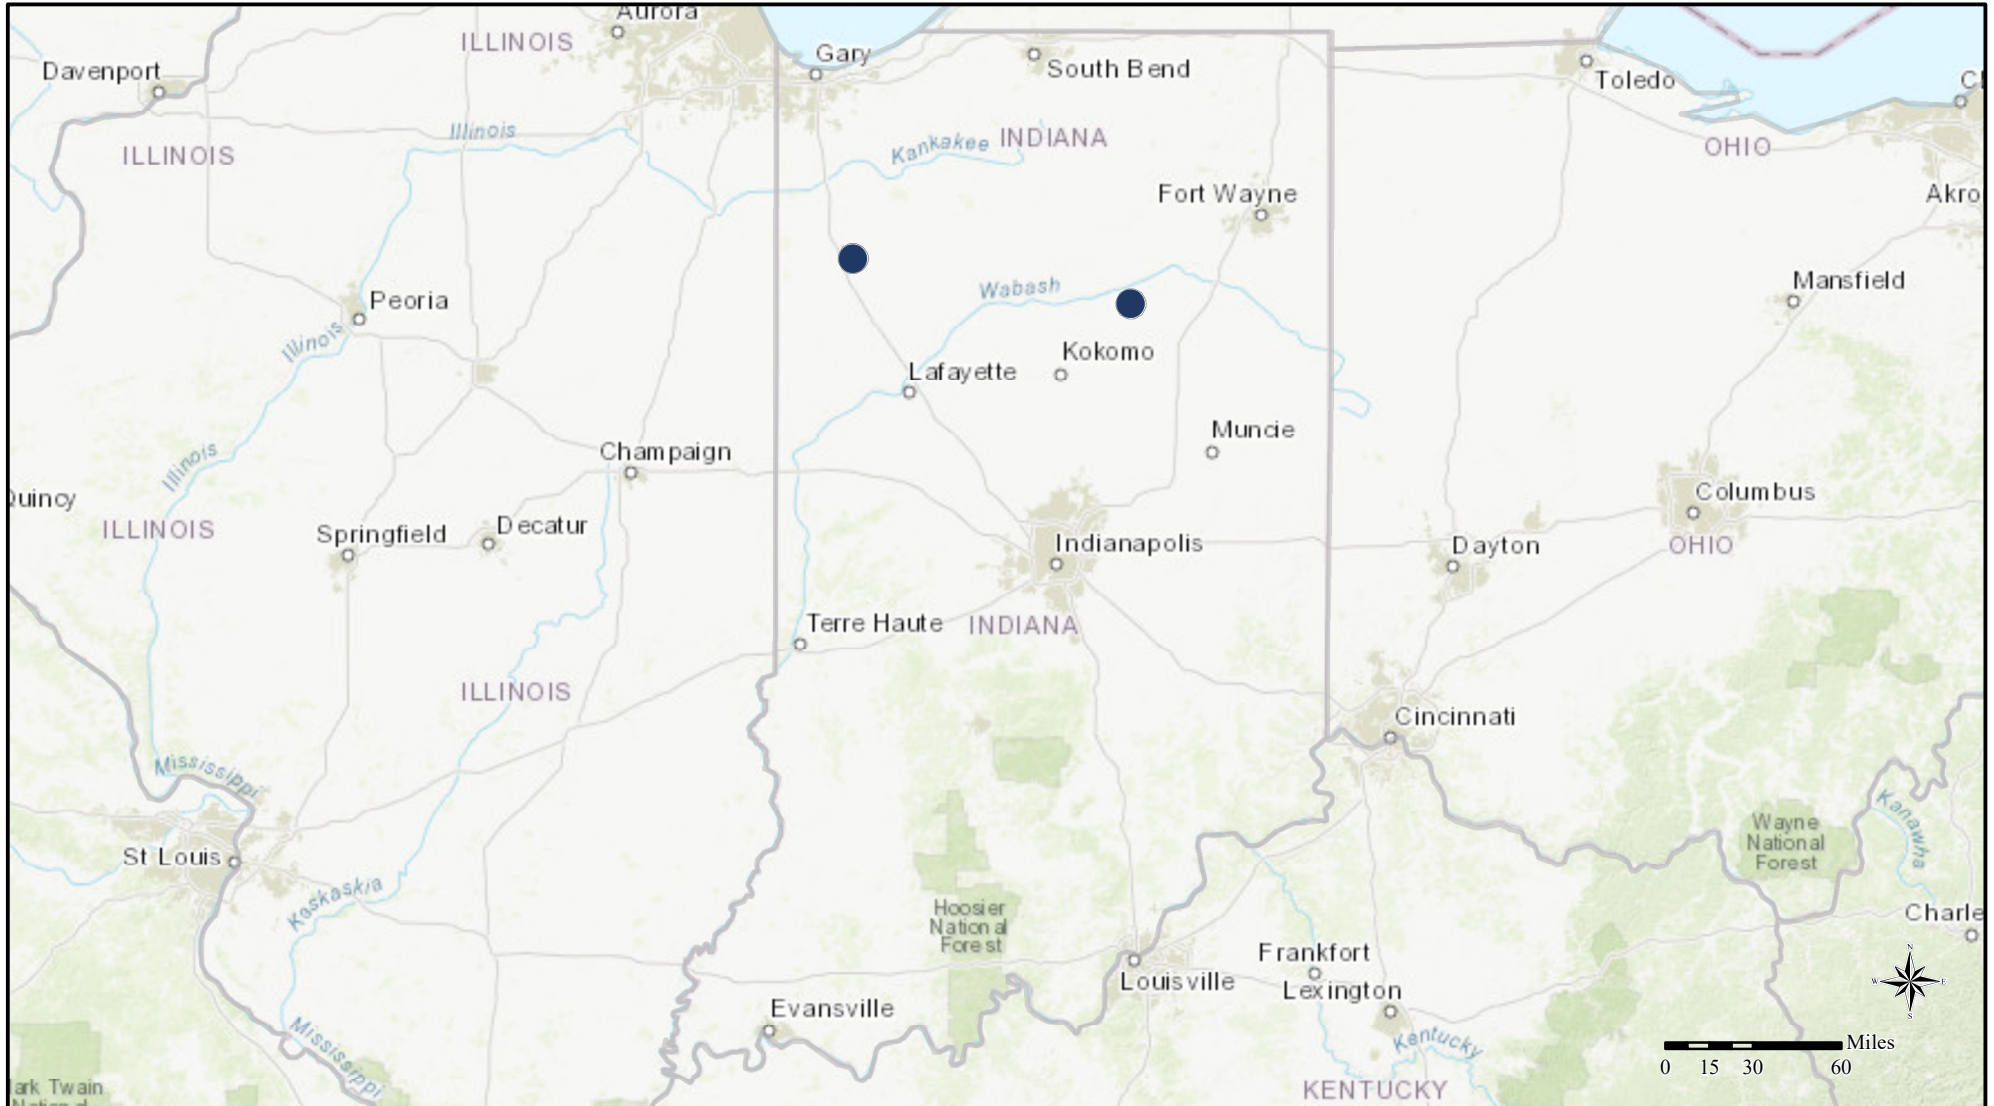 Aurora
ILLINOIS
Gary
South Bend
Davenport
Toledo
Illinois
Kankakee
INDIANA
OHIO
ILLINOIS
Fort Wayne
Akro
Peoria
Wabash
Mansfield
Illinois
Kokomo
Lafayette
Muncie
Champaign
Illinois
Columbus
ILLINOIS
Springfield
Decatur
Indianapolis
Dayton
OHIO
Terre Haute
INDIANA
ILLINOIS
Cincinnati
Mississippi
Kanawha
Wayne
National
Forest
St Louis
Kaskaskia
Hoosier
National
Forest
Charle
Frankfort
Louisville
Lexington
Evansville
Mississippi
Kentucky
KENTUCKY
ark Twain
N
W
E
S
Miles
0 15 30 60